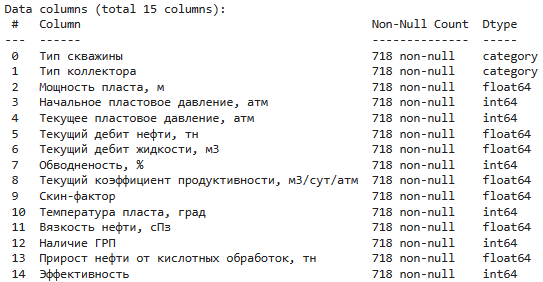 Data columns (total 15 columns):
 #   Column                                         Non-Null Count  Dtype
---  ------                                         --------------  -----
 0   Тип скважины                                   718 non-null    category
 1   Тип коллектора                                 718 non-null    category
 2   Мощность пласта, м                             718 non-null    float64
 3   Начальное пластовое давление, атм              718 non-null    int64
 4   Текущее пластовое давление, атм                718 non-null    int64
 5   Текущий дебит нефти, тн                        718 non-null    float64
 6   Текущий дебит жидкости, м3                     718 non-null    float64
 7   Обводненость, %                                718 non-null    int64
 8   Текущий коэффициент продуктивности, м3/сут/атм 718 non-null    float64
 9   Скин-фактор                                    718 non-null    float64
 10  Температура пласта, град                       718 non-null    int64
 11  Вязкость нефти, сПз                            718 non-null    float64
 12  Наличие ГРП                                    718 non-null    int64
 13  Прирост нефти от кислотных обработок, тн       718 non-null    float64
 14  Эффективность                                  718 non-null    int64